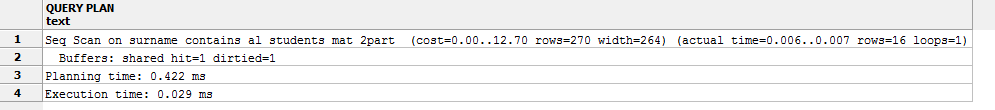 QUERY PLAN
text
1 Seq Scan on surname contains al students mat 2part (cost=0.00..12.70 rows=270 width=264) (actual time=0.006..0.007 rows=16 loops=1)
2 Buffers: shared hit=1 dirtied=1
3 Planning time: 0.422 ms
4 Execution time: 0.029 ms